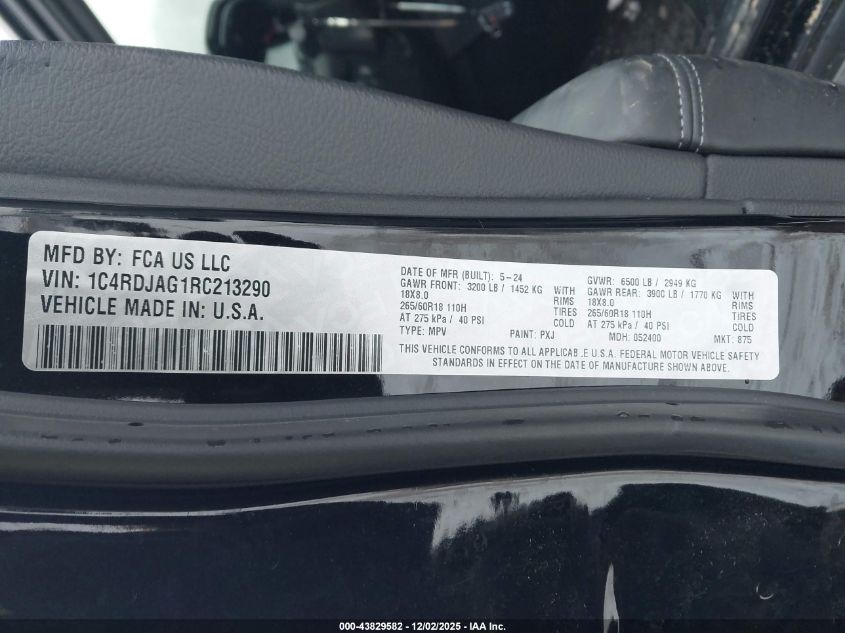 MFD BY: FCA US LLC
VIN: 1C4RDJAG1RC213290
VEHICLE MADE IN U.S.A.
DATE OF MFR (BUILT): 5-24
GVWR: 6500 LB / 2949 KG
GAWR FRONT: 3200 LB / 1452 KG WITH
GAWR REAR: 3900 LB / 1770 KG WITH
18X8.0 RIMS
18X8.0 RIMS
265/60R18 110H TIRES
265/60R18 110H TIRES
AT 275 kPa / 40 PSI COLD
AT 275 kPa / 40 PSI COLD
TYPE: MPV PAINT: PXJ MDH: 052400 MKT: 875
THIS VEHICLE CONFORMS TO ALL APPLICAB.E U.S.A. FEDERAL MOTOR VEHICLE SAFETY
STANDARDS IN EFFECT ON THE DATE OF MANUFACTURE SHOWN ABOVE.
000-43829582 - 12/02/2025 - IAA Inc.